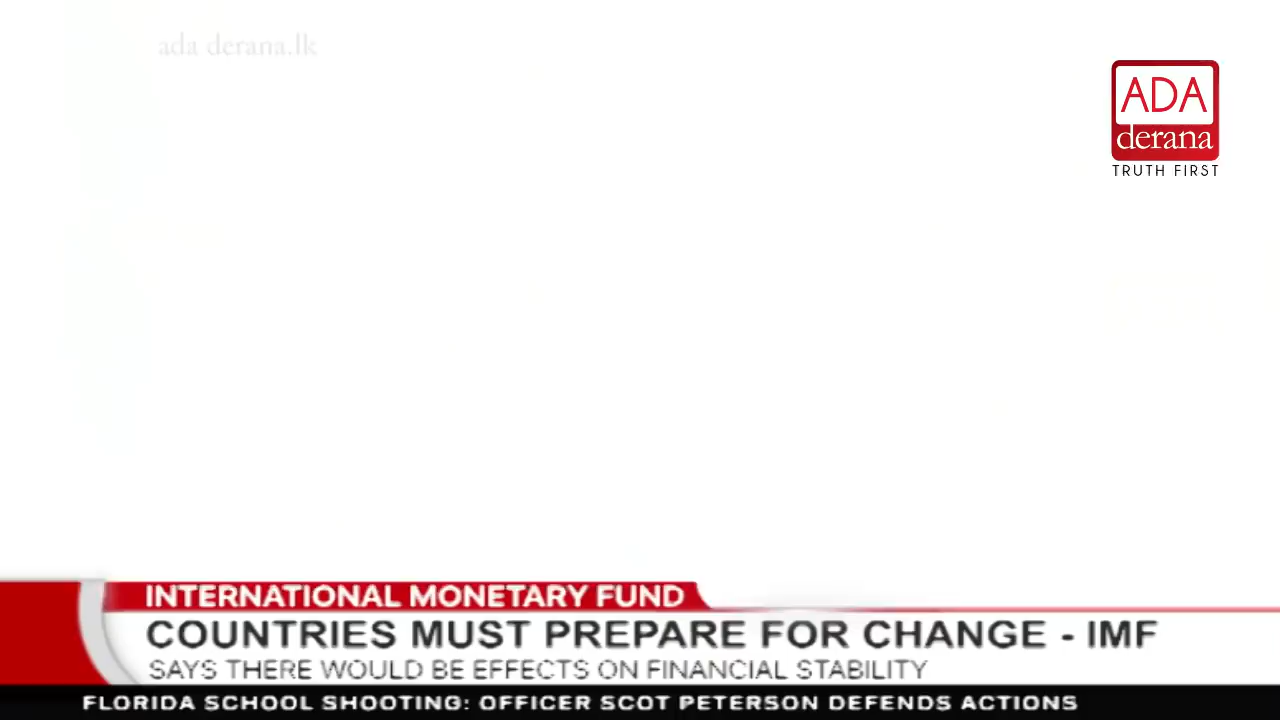 ada derana.lk
ADA
derana
TRUTH FIRST
INTERNATIONAL MONETARY FUND
COUNTRIES MUST PREPARE FOR CHANGE - IMF
SAYS THERE WOULD BE EFFECTS ON FINANCIAL STABILITY
FLORIDA SCHOOL SHOOTING: OFFICER SCOT PETERSON DEFENDS ACTIONS